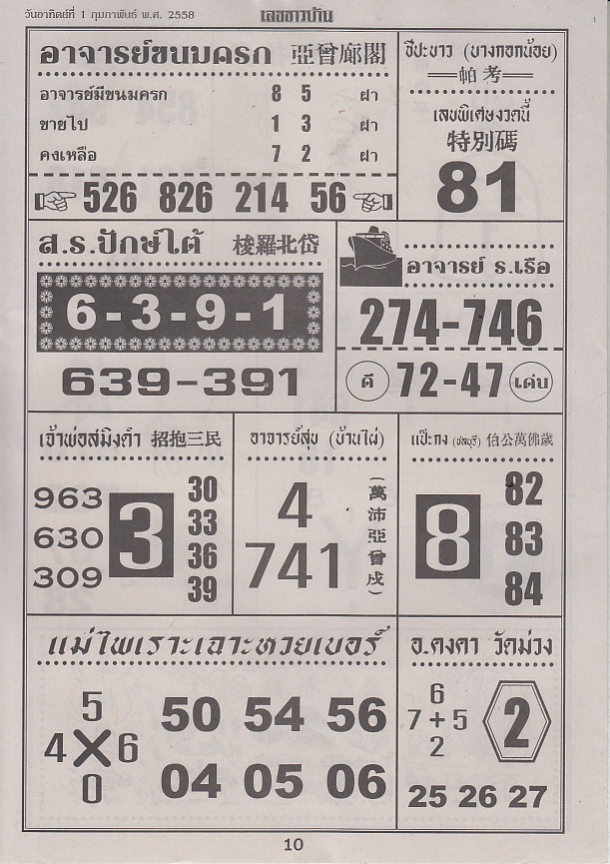 วันอาทิตย์ที่ 1 กุมภาพันธ์ พ.ศ. 2558
เลขชาวบ้าน
อาจารย์ขนมครก 亞曾廊閣
อาจารย์มีขนมครก 8 5 ฝา
ขายไป 1 3 ฝา
คงเหลือ 7 2 ฝา
526 826 214 56
ชีปะขาว (บางกอกน้อย)
帕考
เลขพิเศษงวดนี้
特別碼
81
ส.ร.ปักษ์ใต้ 梭羅北岱
6-3-9-1
639-391
อาจารย์ ร.เรือ
274-746
ดี 72-47 เด่น
เจ้าพ่อสมิงดำ 招抱三民
963
630
309
3
30
33
36
39
อาจารย์สุข (บ้านไผ่)
4
741
(萬沛亞曾戍)
แป๊ะกง (ชลบุรี) 伯公萬佛歲
8
82
83
84
แม่ไพเราะเฉาะหวยเบอร์
5
4 X 6
0
50 54 56
04 05 06
อ.คงคา วัดม่วง
6
7 + 5
2
2
25 26 27
10